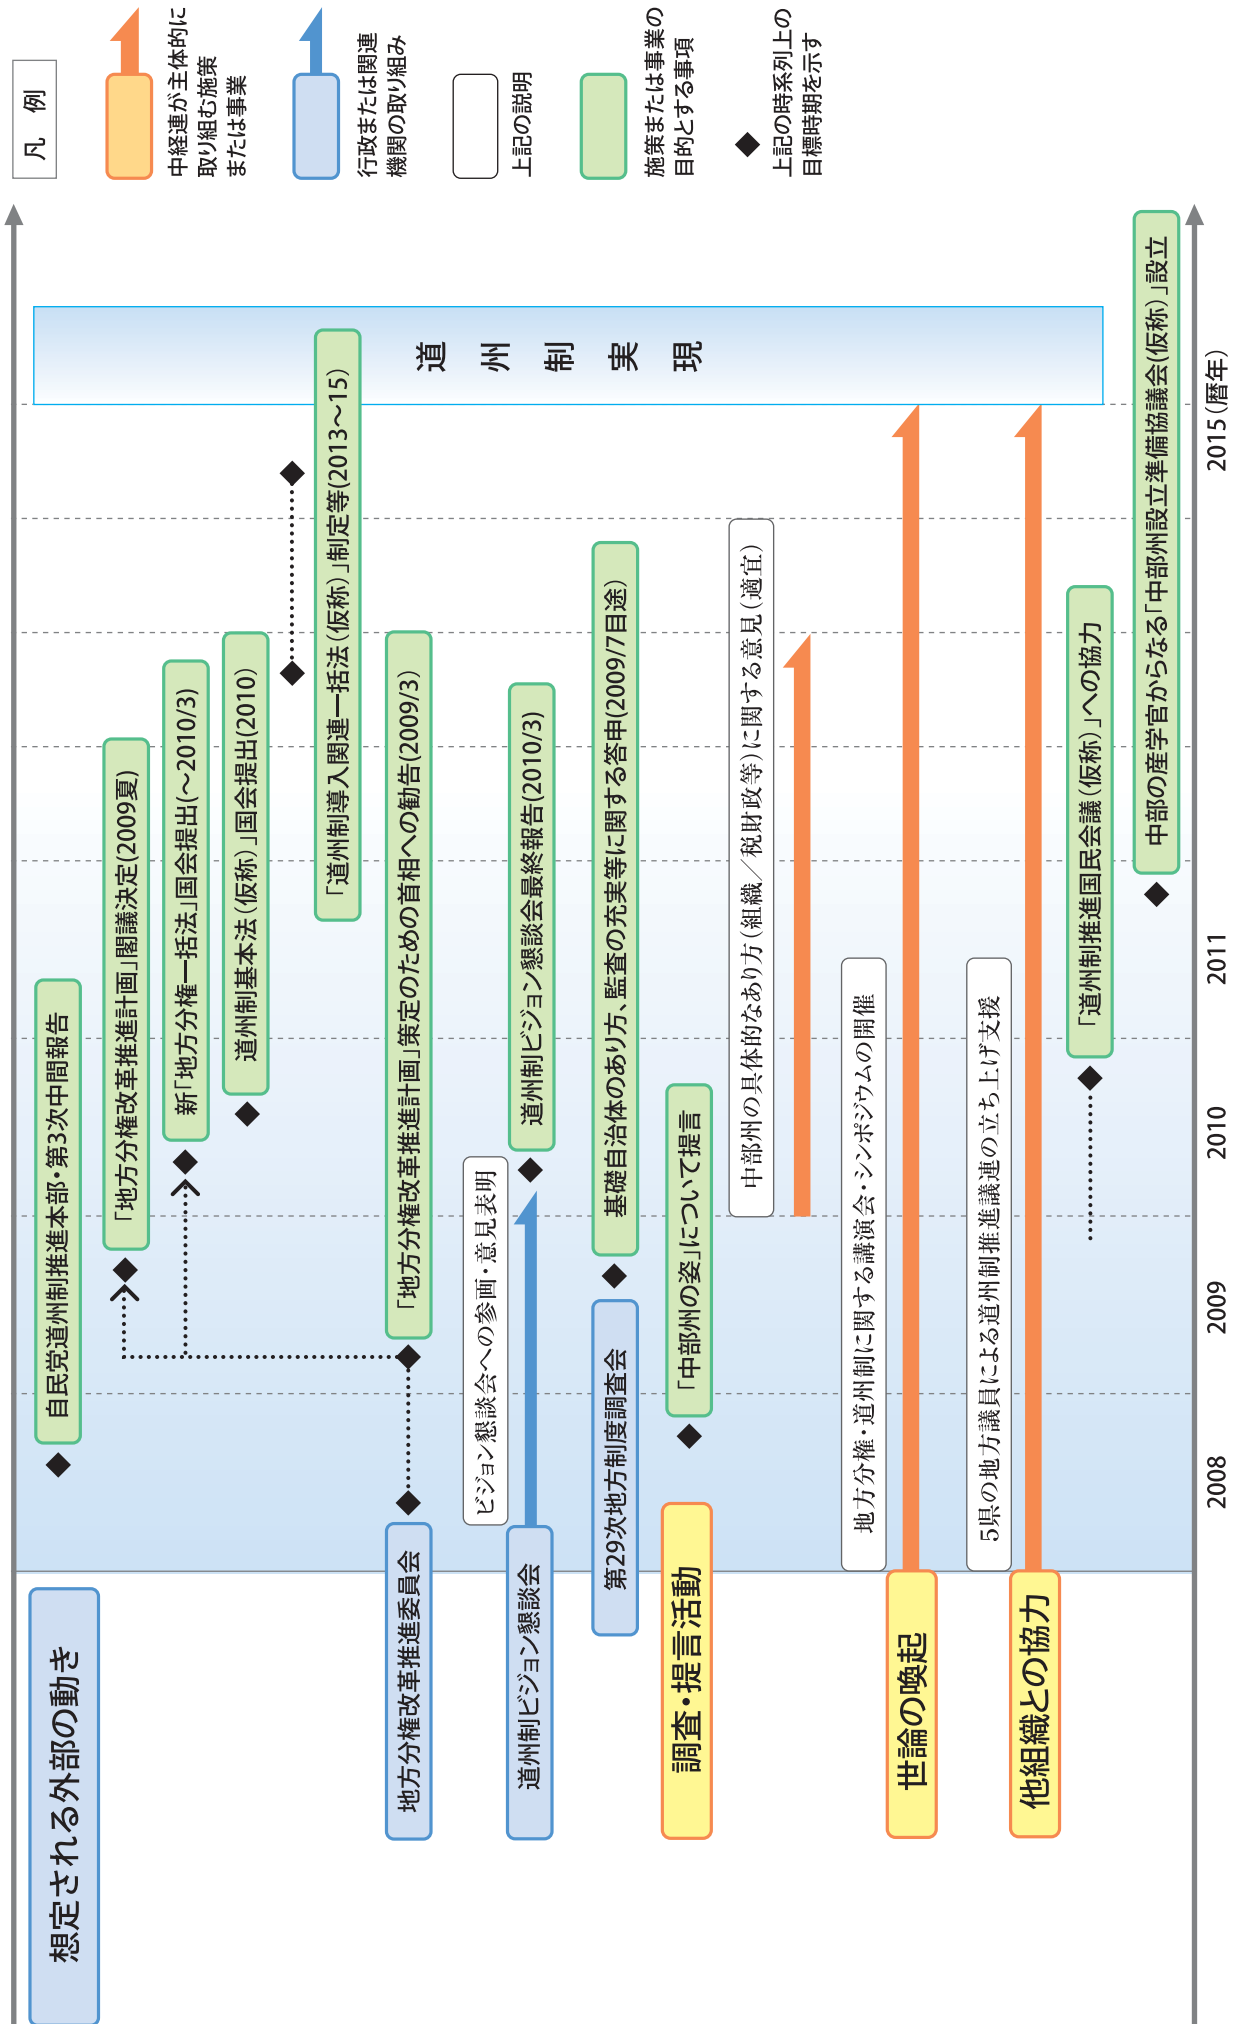 凡　例
中経連が主体的に
取り組む施策
または事業
行政または関連
機関の取り組み
上記の説明
施策または事業の
目的とする事項
上記の時系列上の
目標時期を示す
想定される外部の動き
自民党道州制推進本部・第3次中間報告
「地方分権改革推進計画」閣議決定(2009夏)
新「地方分権一括法」国会提出(～2010/3)
道州制基本法(仮称)」国会提出(2010)
「道州制導入関連一括法(仮称)」制定等(2013～15)
地方分権改革推進委員会
「地方分権改革推進計画」策定のための首相への勧告(2009/3)
道州制実現
ビジョン懇談会への参画・意見表明
道州制ビジョン懇談会
道州制ビジョン懇談会最終報告(2010/3)
第29次地方制度調査会
基礎自治体のあり方、監査の充実等に関する答申(2009/7目途)
調査・提言活動
「中部州の姿」について提言
中部州の具体的なあり方(組織／税財政等)に関する意見(適宜)
地方分権・道州制に関する講演会・シンポジウムの開催
世論の喚起
5県の地方議員による道州制推進議連の立ち上げ支援
他組織との協力
「道州制推進国民会議(仮称)」への協力
中部の産学官からなる「中部州設立準備協議会(仮称)」設立
2008
2009
2010
2011
2015(暦年)